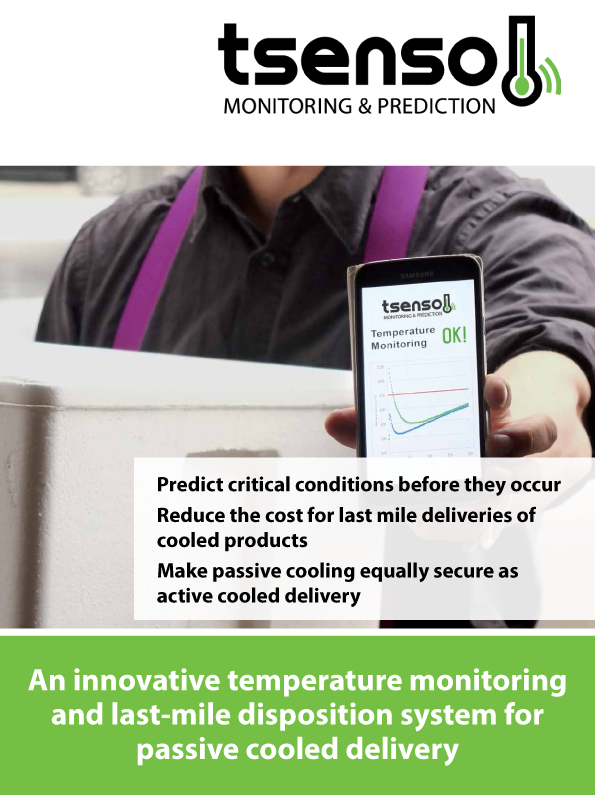 tsenso
MONITORING & PREDICTION
SAMSUNG
tsenso
MONITORING & PREDICTION
Temperature
Monitoring
OK!
Predict critical conditions before they occur
Reduce the cost for last mile deliveries of
cooled products
Make passive cooling equally secure as
active cooled delivery
An innovative temperature monitoring
and last-mile disposition system for
passive cooled delivery